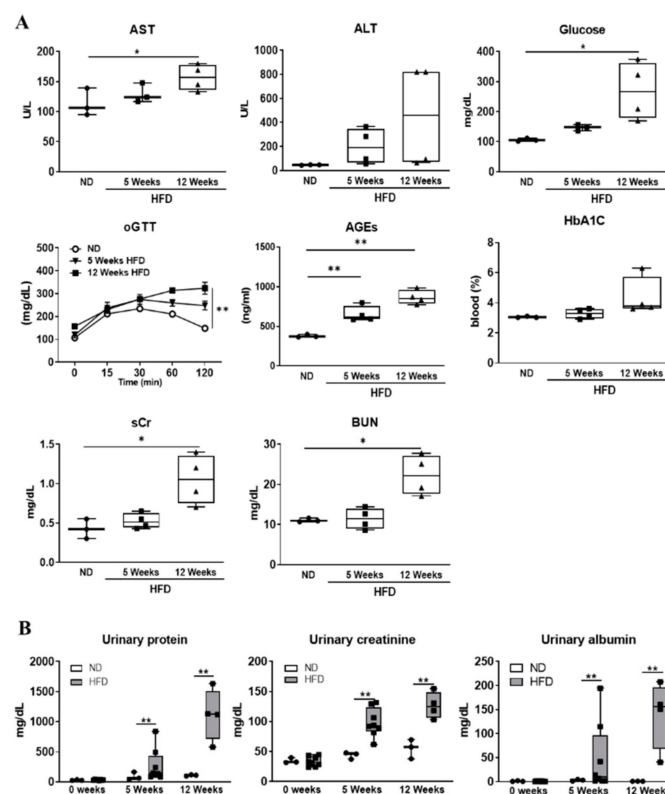 A
AST
*
200
150
100
50
0
U/L
ND
5 Weeks
12 Weeks
HFD
ALT
1000
800
600
400
200
0
U/L
ND
5 Weeks
12 Weeks
HFD
Glucose
*
400
300
200
100
0
mg/dL
ND
5 Weeks
12 Weeks
HFD
oGTT
ND
5 Weeks HFD
12 Weeks HFD
500
400
300
200
100
0
(mg/dL)
**
0 15 30 60 120
Time (min)
AGEs
**
**
1500
1000
500
0
(ng/ml)
ND
5 Weeks
12 Weeks
HFD
HbA1C
8
6
4
2
0
blood (%)
ND
5 Weeks
12 Weeks
HFD
sCr
*
1.5
1.0
0.5
0.0
mg/dL
ND
5 Weeks
12 Weeks
HFD
BUN
*
30
20
10
0
mg/dL
ND
5 Weeks
12 Weeks
HFD
B
Urinary protein
ND
HFD
**
**
2000
1500
1000
500
0
mg/dL
0 weeks
5 Weeks
12 Weeks
Urinary creatinine
ND
HFD
**
**
200
150
100
50
0
mg/dL
0 weeks
5 Weeks
12 Weeks
Urinary albumin
ND
HFD
**
**
250
200
150
100
50
0
mg/dL
0 weeks
5 Weeks
12 Weeks